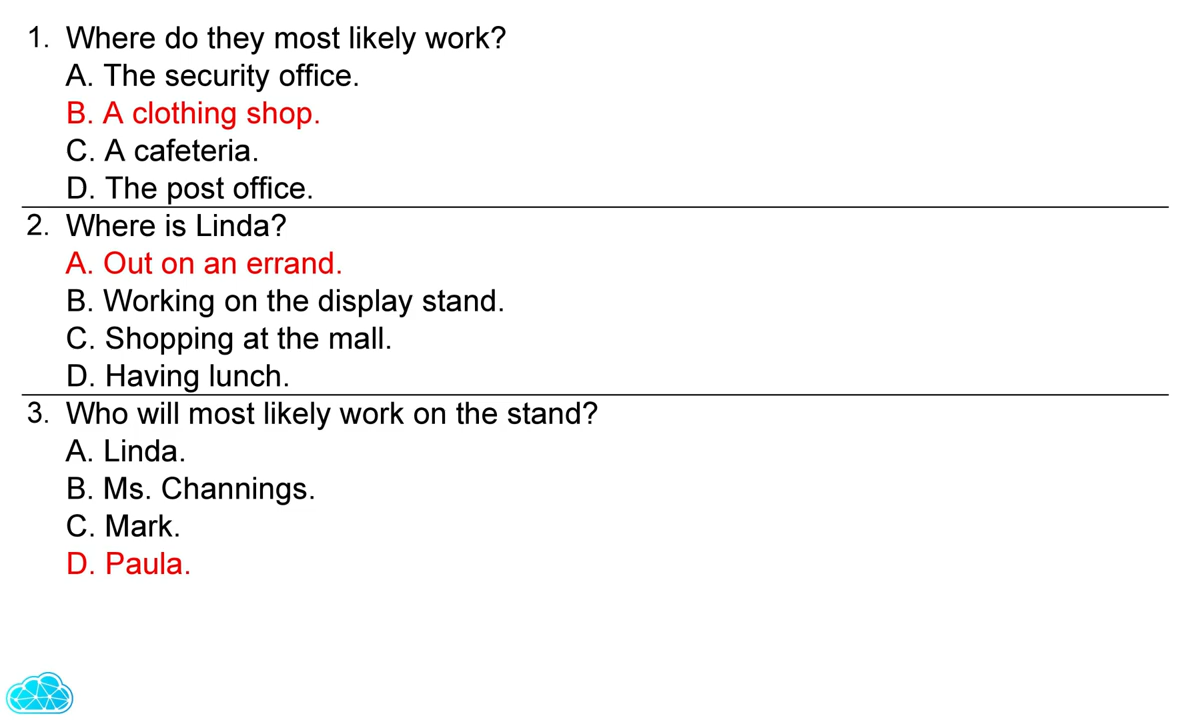 1. Where do they most likely work?
A. The security office.
B. A clothing shop.
C. A cafeteria.
D. The post office.
2. Where is Linda?
A. Out on an errand.
B. Working on the display stand.
C. Shopping at the mall.
D. Having lunch.
3. Who will most likely work on the stand?
A. Linda.
B. Ms. Channings.
C. Mark.
D. Paula.